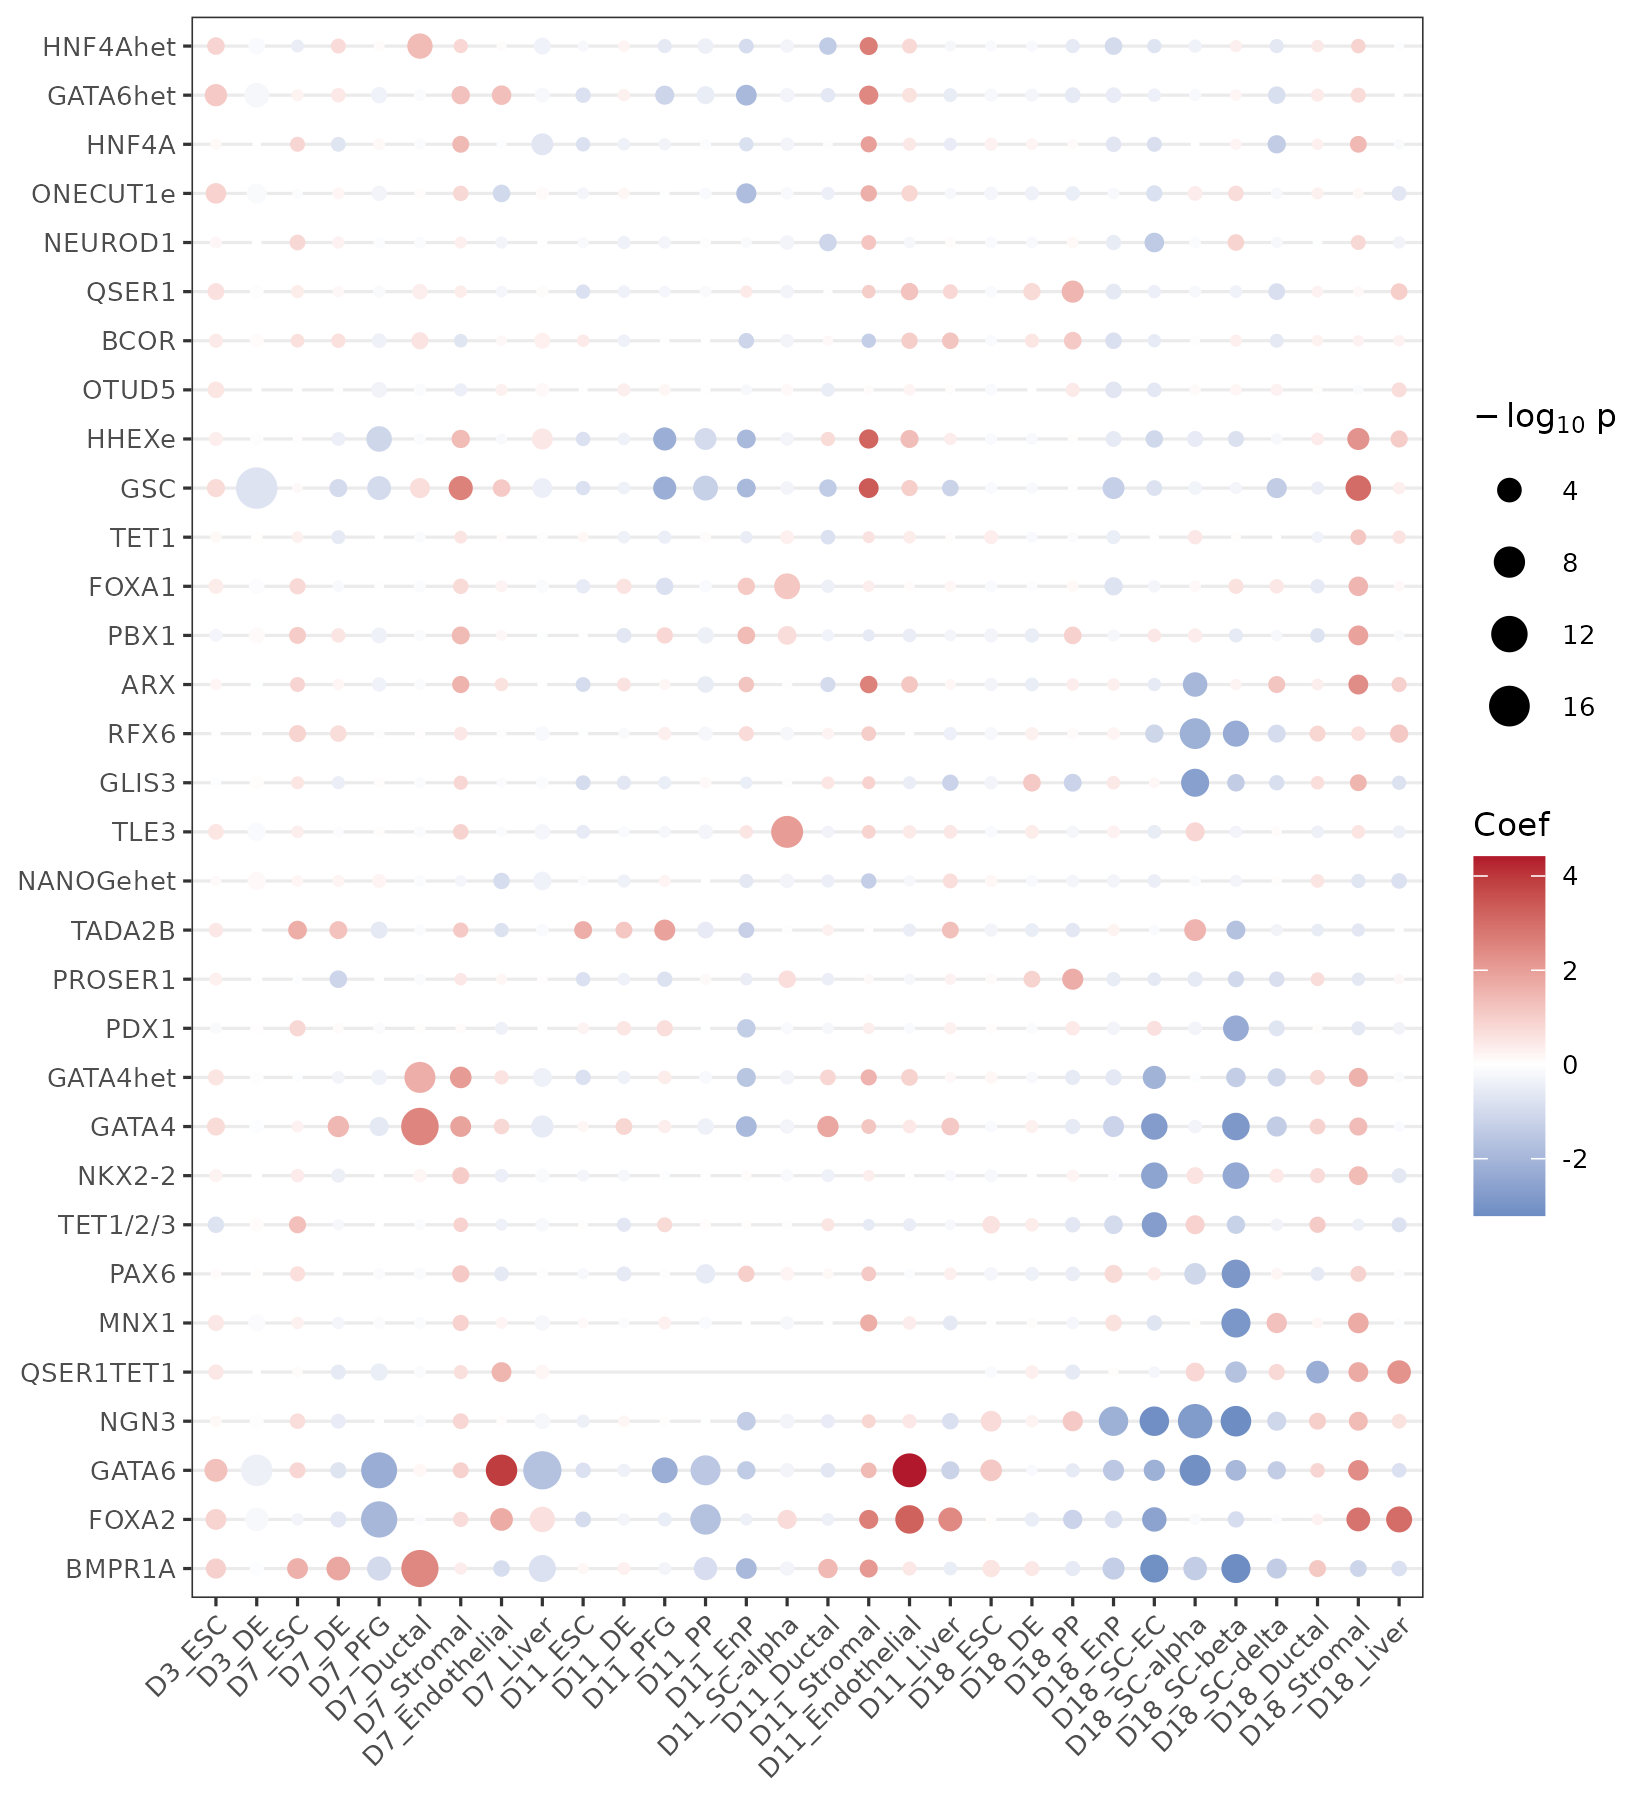 HNF4Ahet
GATA6het
HNF4A
ONECUT1e
NEUROD1
QSER1
BCOR
OTUD5
HHEXe
GSC
TET1
FOXA1
PBX1
ARX
RFX6
GLIS3
TLE3
NANOGehet
TADA2B
PROSER1
PDX1
GATA4het
GATA4
NKX2-2
TET1/2/3
PAX6
MNX1
QSER1TET1
NGN3
GATA6
FOXA2
BMPR1A
D3_ESC
D3_DE
D7_ESC
D7_DE
D7_PFG
D7_Ductal
D7_Stromal
D7_Endothelial
D7_Liver
D11_ESC
D11_DE
D11_PFG
D11_PP
D11_EnP
D11_SC-alpha
D11_Ductal
D11_Stromal
D11_Endothelial
D11_Liver
D18_ESC
D18_DE
D18_PP
D18_EnP
D18_SC-EC
D18_SC-alpha
D18_SC-beta
D18_SC-delta
D18_Ductal
D18_Stromal
D18_Liver
− log₁₀ p
4
8
12
16
Coef
4
2
0
-2